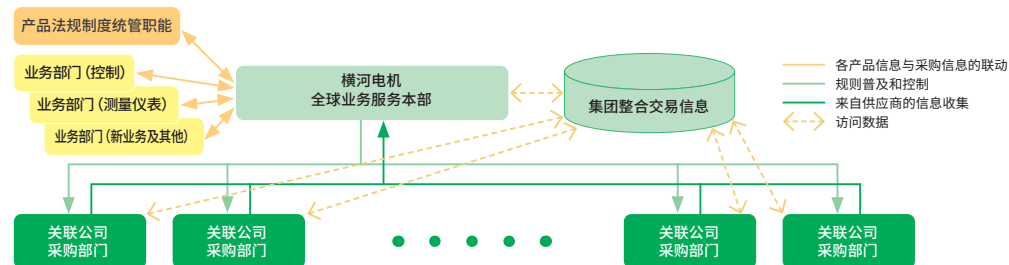 产品法规制度统管职能
业务部门(控制)
业务部门(测量仪表)
业务部门(新业务及其他)
横河电机
全球业务服务本部
集团整合交易信息
各产品信息与采购信息的联动
规则普及和控制
来自供应商的信息收集
访问数据
关联公司
采购部门
关联公司
采购部门
关联公司
采购部门
关联公司
采购部门